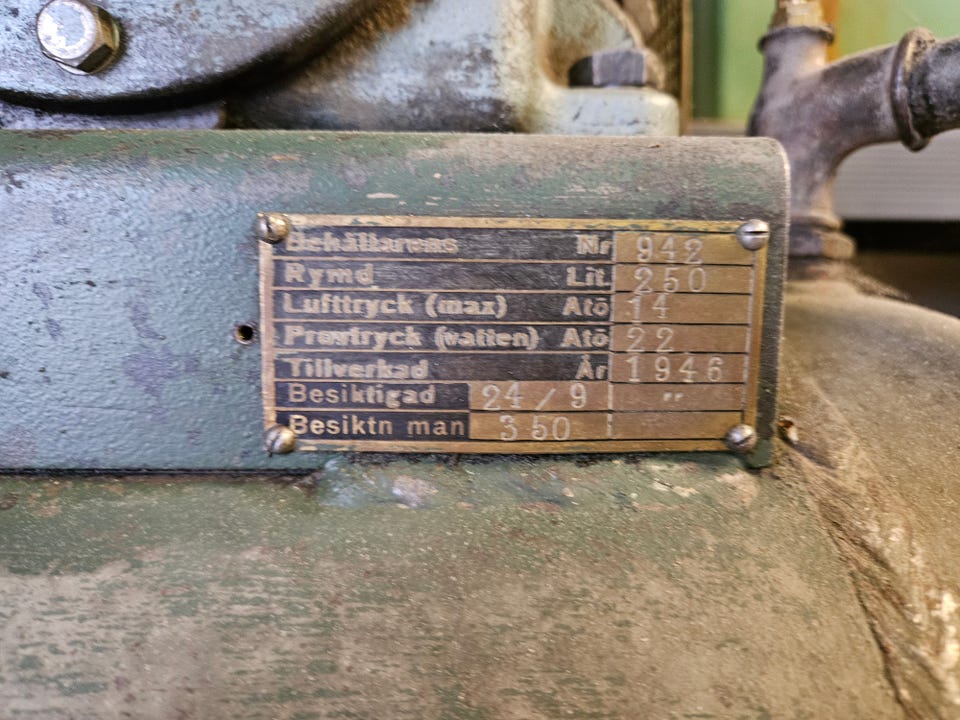 Behållarens Nr 942
Rymd Lit. 250
Lufttryck (max) Atö 14
Provtryck (vatten) Atö 22
Tillverkad År 1946
Besiktigad 24/9 "
Besiktn man 350